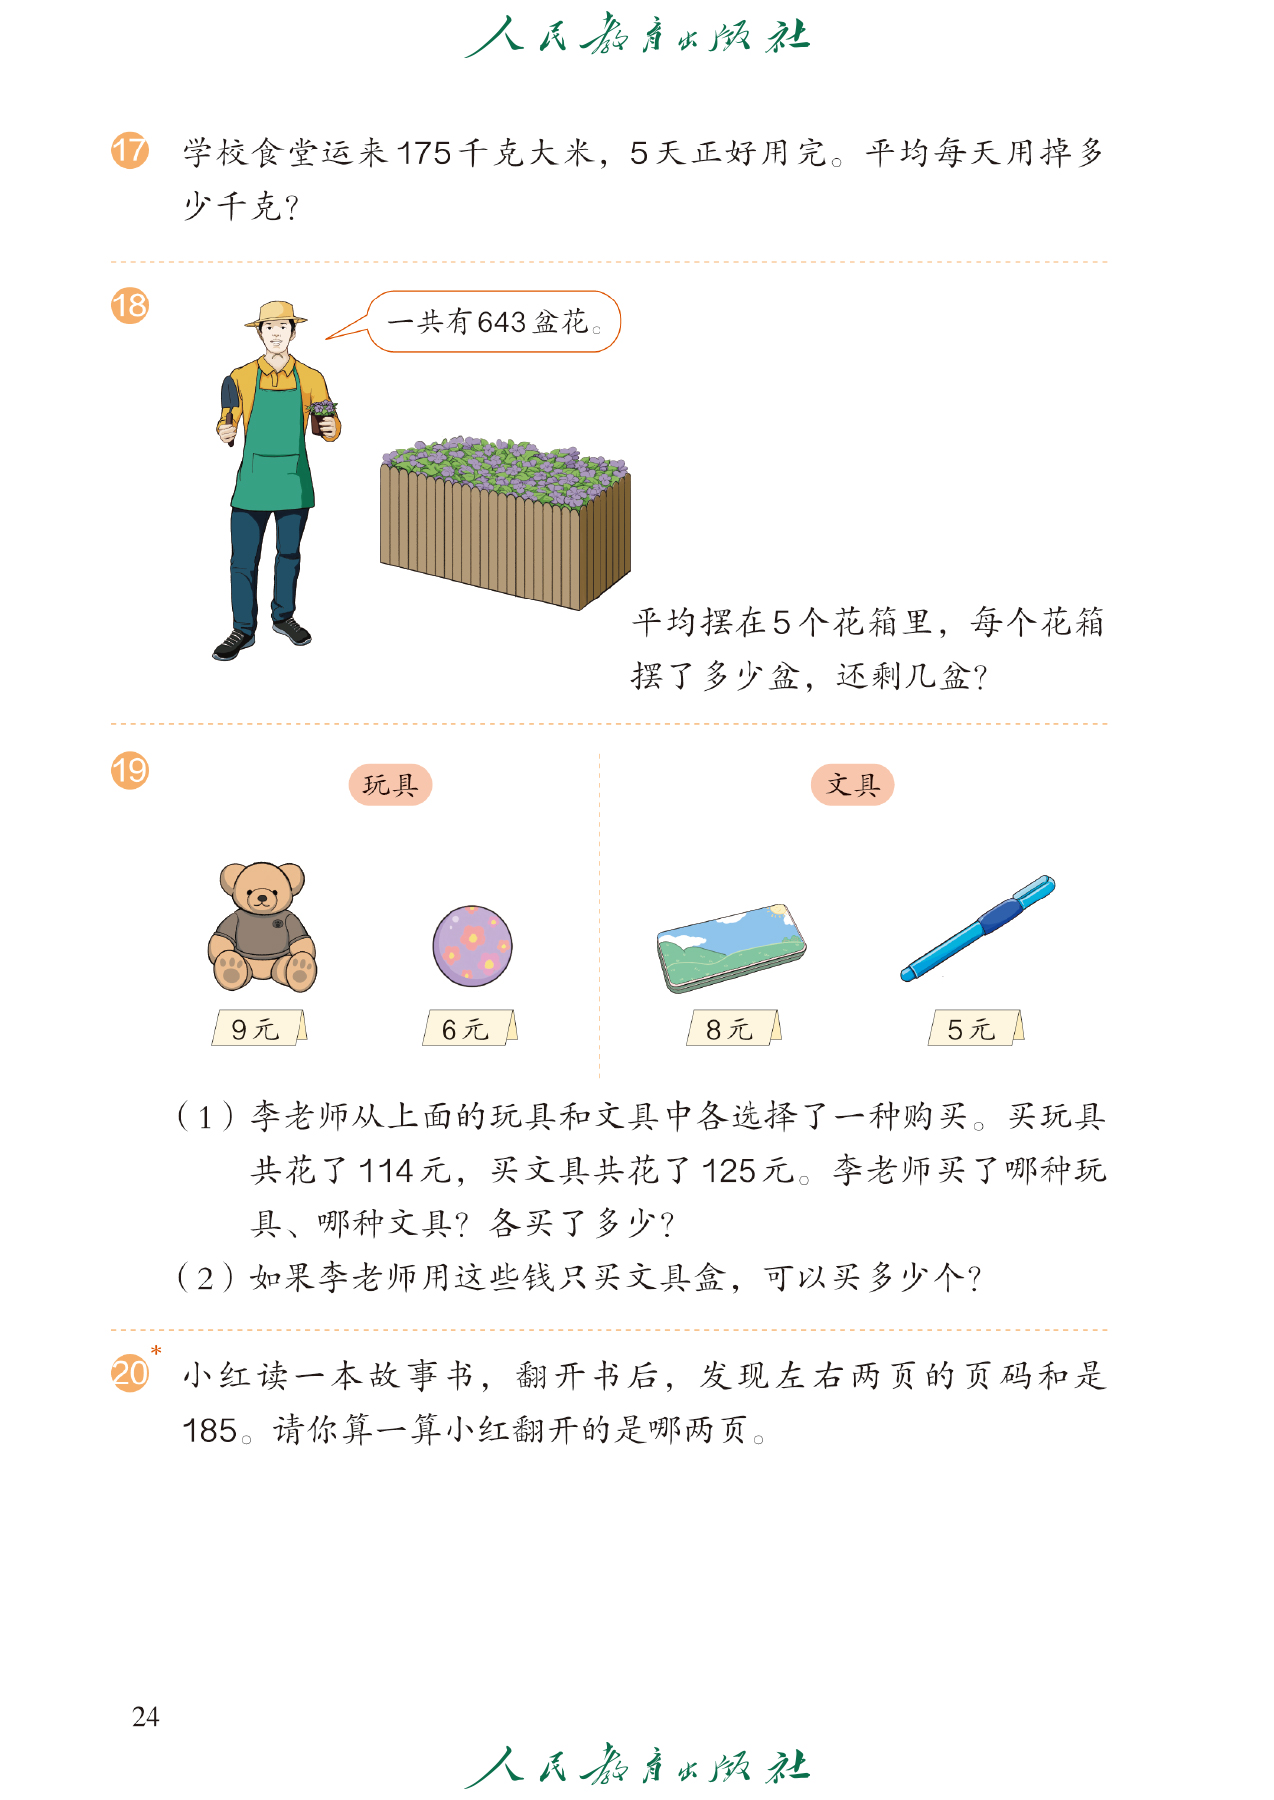 人民教育出版社
17 学校食堂运来175千克大米，5天正好用完。平均每天用掉多
少千克？
18
一共有643盆花。
平均摆在5个花箱里，每个花箱
摆了多少盆，还剩几盆？
19
玩具 文具
9元 6元 8元 5元
（1）李老师从上面的玩具和文具中各选择了一种购买。买玩具
共花了114元，买文具共花了125元。李老师买了哪种玩
具、哪种文具？各买了多少？
（2）如果李老师用这些钱只买文具盒，可以买多少个？
20* 小红读一本故事书，翻开书后，发现左右两页的页码和是
185。请你算一算小红翻开的是哪两页。
24
人民教育出版社